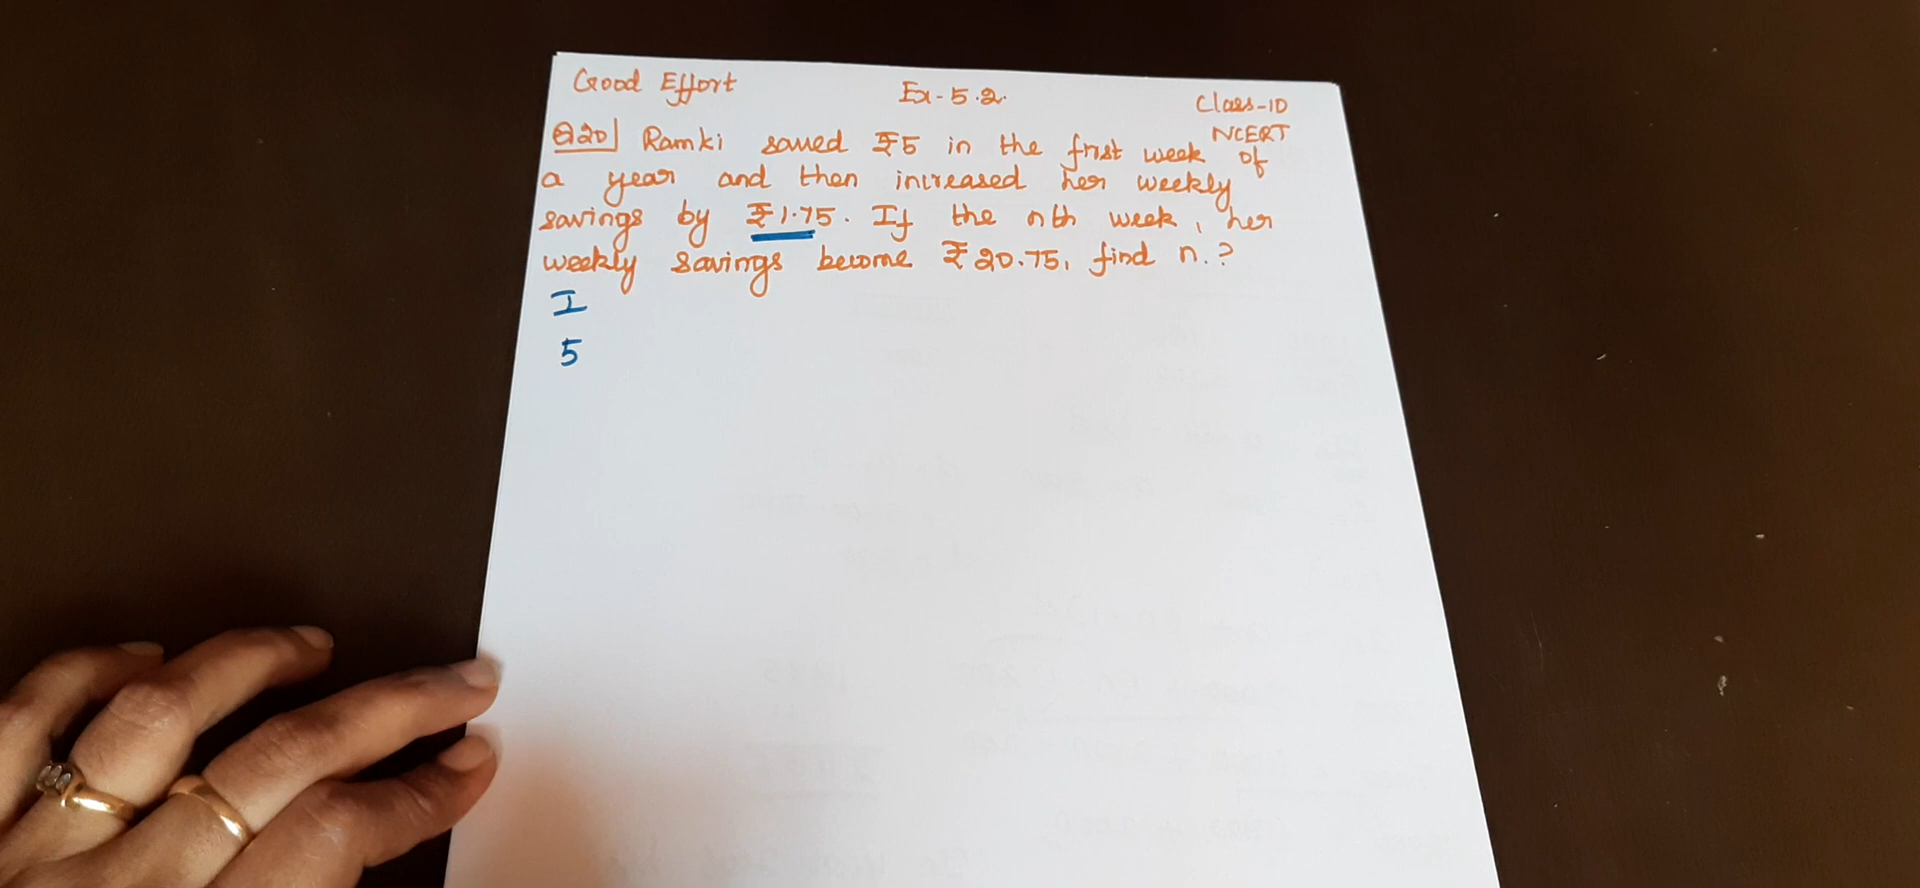 Good Effort Ex-5.2. Class-10
NCERT
Q20| Ramki saved ₹5 in the first week of
a year and then increased her weekly
savings by ₹1.75. If the nth week, her
weekly savings become ₹20.75, find n.?
I
5